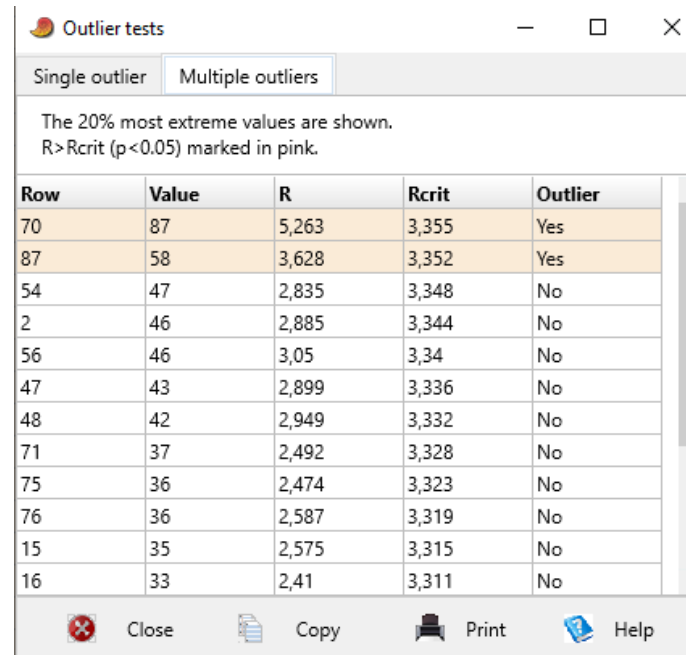 Outlier tests
Single outlier Multiple outliers
The 20% most extreme values are shown.
R>Rcrit (p<0.05) marked in pink.
Row Value R Rcrit Outlier
70 87 5,263 3,355 Yes
87 58 3,628 3,352 Yes
54 47 2,835 3,348 No
2 46 2,885 3,344 No
56 46 3,05 3,34 No
47 43 2,899 3,336 No
48 42 2,949 3,332 No
71 37 2,492 3,328 No
75 36 2,474 3,323 No
76 36 2,587 3,319 No
15 35 2,575 3,315 No
16 33 2,41 3,311 No
Close Copy Print Help